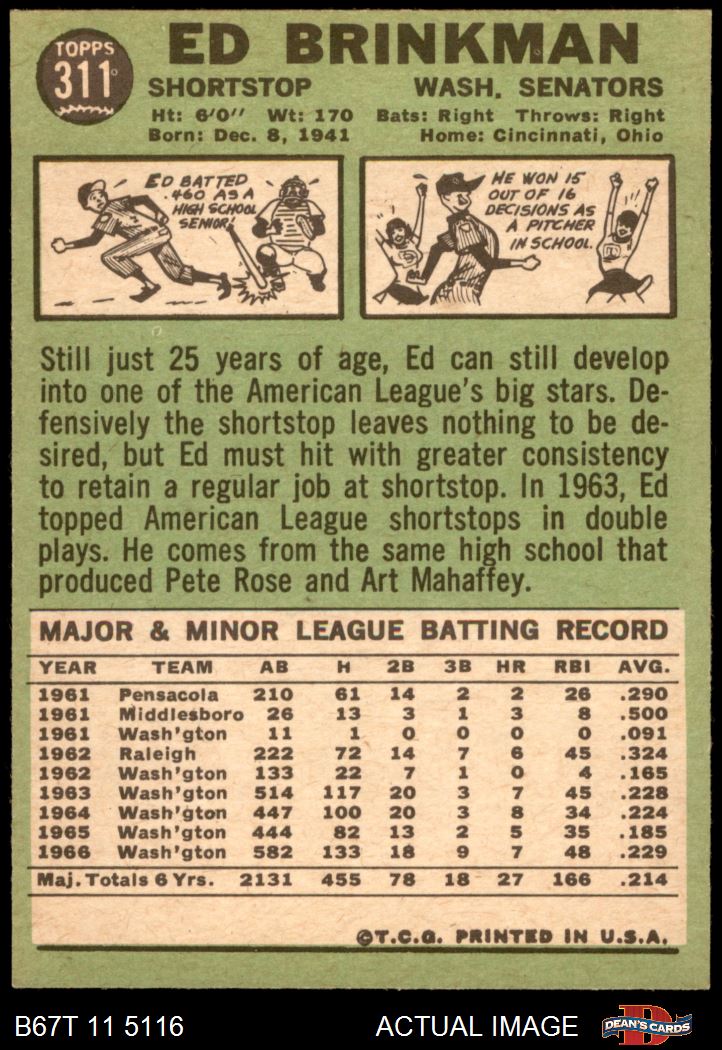 TOPPS
311
ED BRINKMAN
SHORTSTOP WASH. SENATORS
Ht: 6'0" Wt: 170 Bats: Right Throws: Right
Born: Dec. 8, 1941 Home: Cincinnati, Ohio
ED BATTED
.460 AS A
HIGH SCHOOL
SENIOR!
HE WON 15
OUT OF 16
DECISIONS AS
A PITCHER
IN SCHOOL.
Still just 25 years of age, Ed can still develop
into one of the American League's big stars. De-
fensively the shortstop leaves nothing to be de-
sired, but Ed must hit with greater consistency
to retain a regular job at shortstop. In 1963, Ed
topped American League shortstops in double
plays. He comes from the same high school that
produced Pete Rose and Art Mahaffey.
MAJOR & MINOR LEAGUE BATTING RECORD
YEAR TEAM AB H 2B 3B HR RBI AVG.
1961 Pensacola 210 61 14 2 2 26 .290
1961 Middlesboro 26 13 3 1 3 8 .500
1961 Wash'gton 11 1 0 0 0 0 .091
1962 Raleigh 222 72 14 7 6 45 .324
1962 Wash'gton 133 22 7 1 0 4 .165
1963 Wash'gton 514 117 20 3 7 45 .228
1964 Wash'gton 447 100 20 3 8 34 .224
1965 Wash'gton 444 82 13 2 5 35 .185
1966 Wash'gton 582 133 18 9 7 48 .229
Maj. Totals 6 Yrs. 2131 455 78 18 27 166 .214
©T.C.G. PRINTED IN U.S.A.
B67T 11 5116 ACTUAL IMAGE DEAN'S CARDS